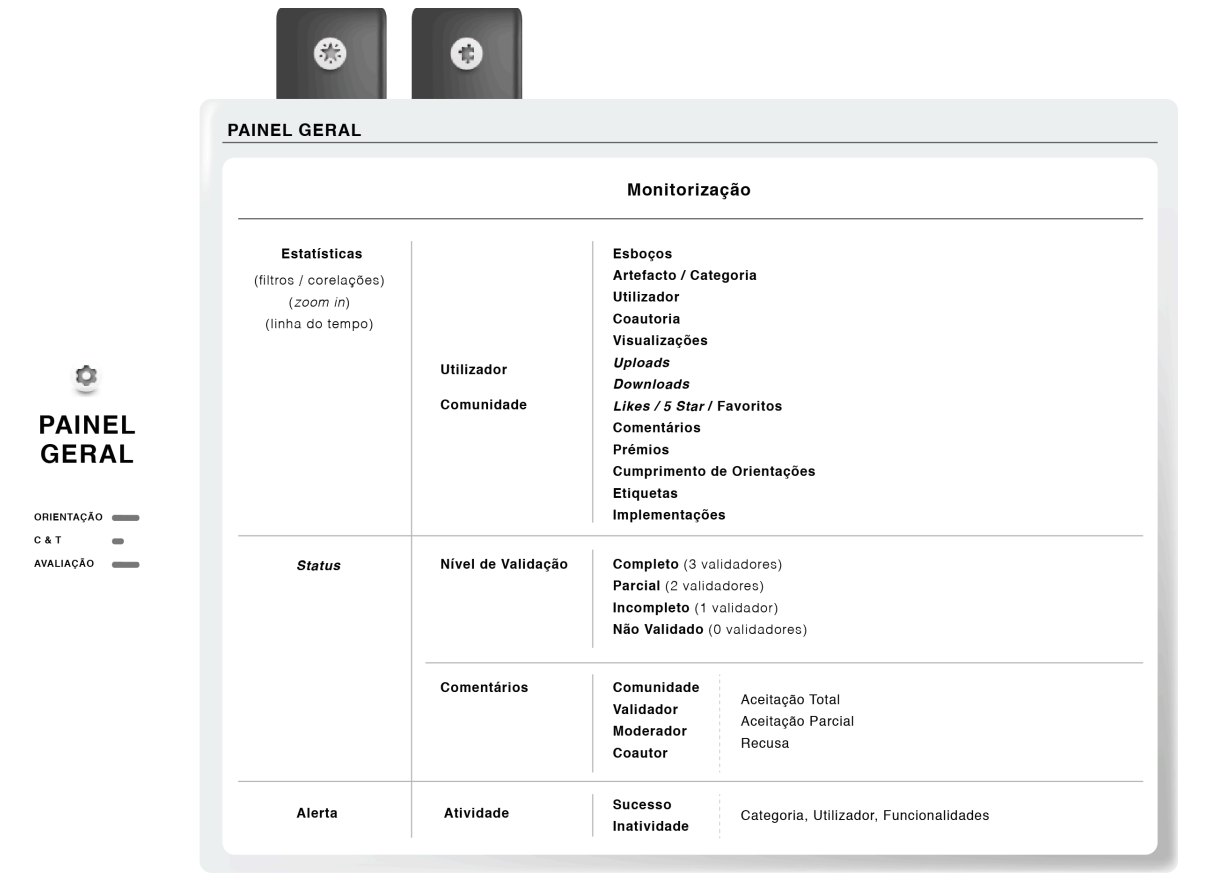 PAINEL GERAL
Monitorização
Estatísticas
(filtros / corelações)
(zoom in)
(linha do tempo)
Utilizador
Comunidade
Esboços
Artefacto / Categoria
Utilizador
Coautoria
Visualizações
Uploads
Downloads
Likes / 5 Star / Favoritos
Comentários
Prémios
Cumprimento de Orientações
Etiquetas
Implementações
PAINEL
GERAL
ORIENTAÇÃO
C & T
AVALIAÇÃO
Status
Nível de Validação
Completo (3 validadores)
Parcial (2 validadores)
Incompleto (1 validador)
Não Validado (0 validadores)
Comentários
Comunidade
Validador
Moderador
Coautor
Aceitação Total
Aceitação Parcial
Recusa
Alerta
Atividade
Sucesso
Inatividade
Categoria, Utilizador, Funcionalidades